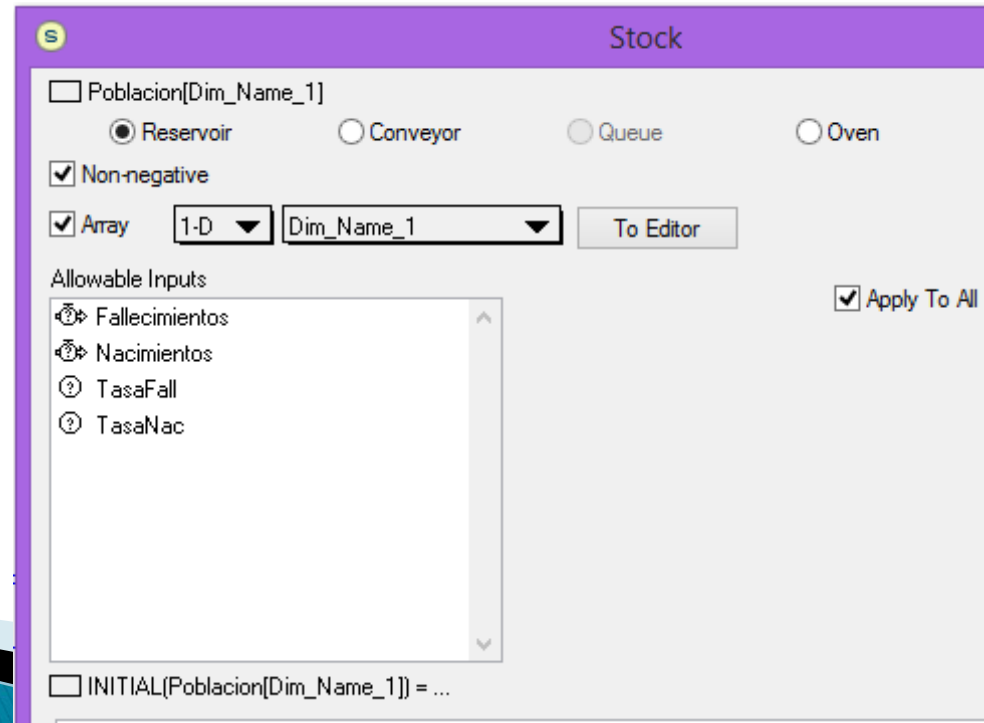 S
Stock
Poblacion[Dim_Name_1]
Reservoir Conveyor Queue Oven
Non-negative
Array 1-D Dim_Name_1 To Editor
Allowable Inputs
Apply To All
? Fallecimientos
? Nacimientos
? TasaFall
? TasaNac
INITIAL(Poblacion[Dim_Name_1]) = ...